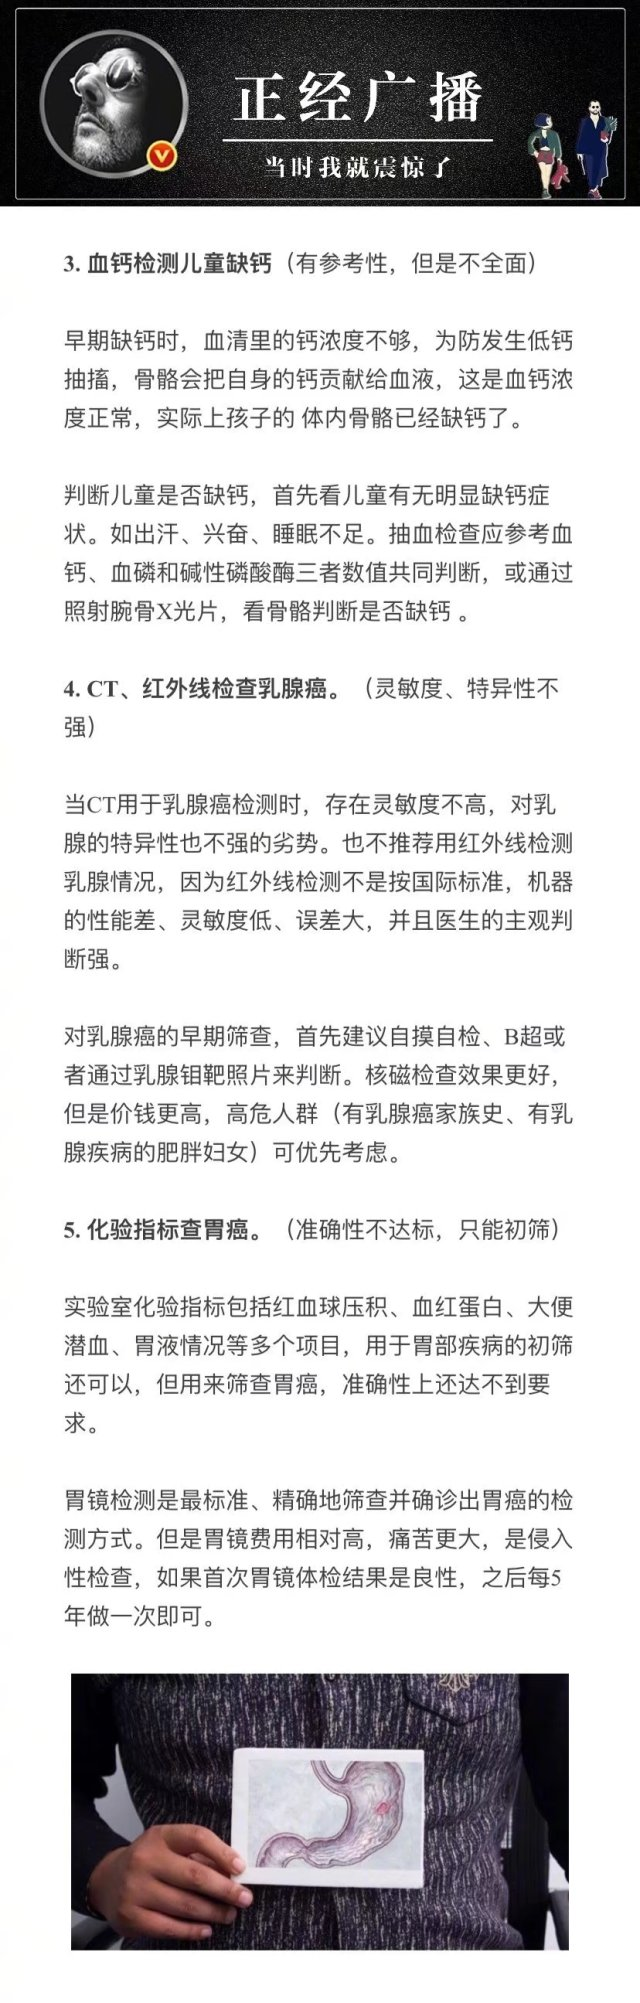 正经广播
当时我就震惊了
V
3. 血钙检测儿童缺钙（有参考性，但是不全面）
早期缺钙时，血清里的钙浓度不够，为防发生低钙
抽搐，骨骼会把自身的钙贡献给血液，这是血钙浓
度正常，实际上孩子的 体内骨骼已经缺钙了。
判断儿童是否缺钙，首先看儿童有无明显缺钙症
状。如出汗、兴奋、睡眠不足。抽血检查应参考血
钙、血磷和碱性磷酸酶三者数值共同判断，或通过
照射腕骨X光片，看骨骼判断是否缺钙 。
4. CT、红外线检查乳腺癌。（灵敏度、特异性不
强）
当CT用于乳腺癌检测时，存在灵敏度不高，对乳
腺的特异性也不强的劣势。也不推荐用红外线检测
乳腺情况，因为红外线检测不是按国际标准，机器
的性能差、灵敏度低、误差大，并且医生的主观判
断强。
对乳腺癌的早期筛查，首先建议自摸自检、B超或
者通过乳腺钼靶照片来判断。核磁检查效果更好，
但是价钱更高，高危人群（有乳腺癌家族史、有乳
腺疾病的肥胖妇女）可优先考虑。
5. 化验指标查胃癌。（准确性不达标，只能初筛）
实验室化验指标包括红血球压积、血红蛋白、大便
潜血、胃液情况等多个项目，用于胃部疾病的初筛
还可以，但用来筛查胃癌，准确性上还达不到要
求。
胃镜检测是最标准、精确地筛查并确诊出胃癌的检
测方式。但是胃镜费用相对高，痛苦更大，是侵入
性检查，如果首次胃镜体检结果是良性，之后每5
年做一次即可。